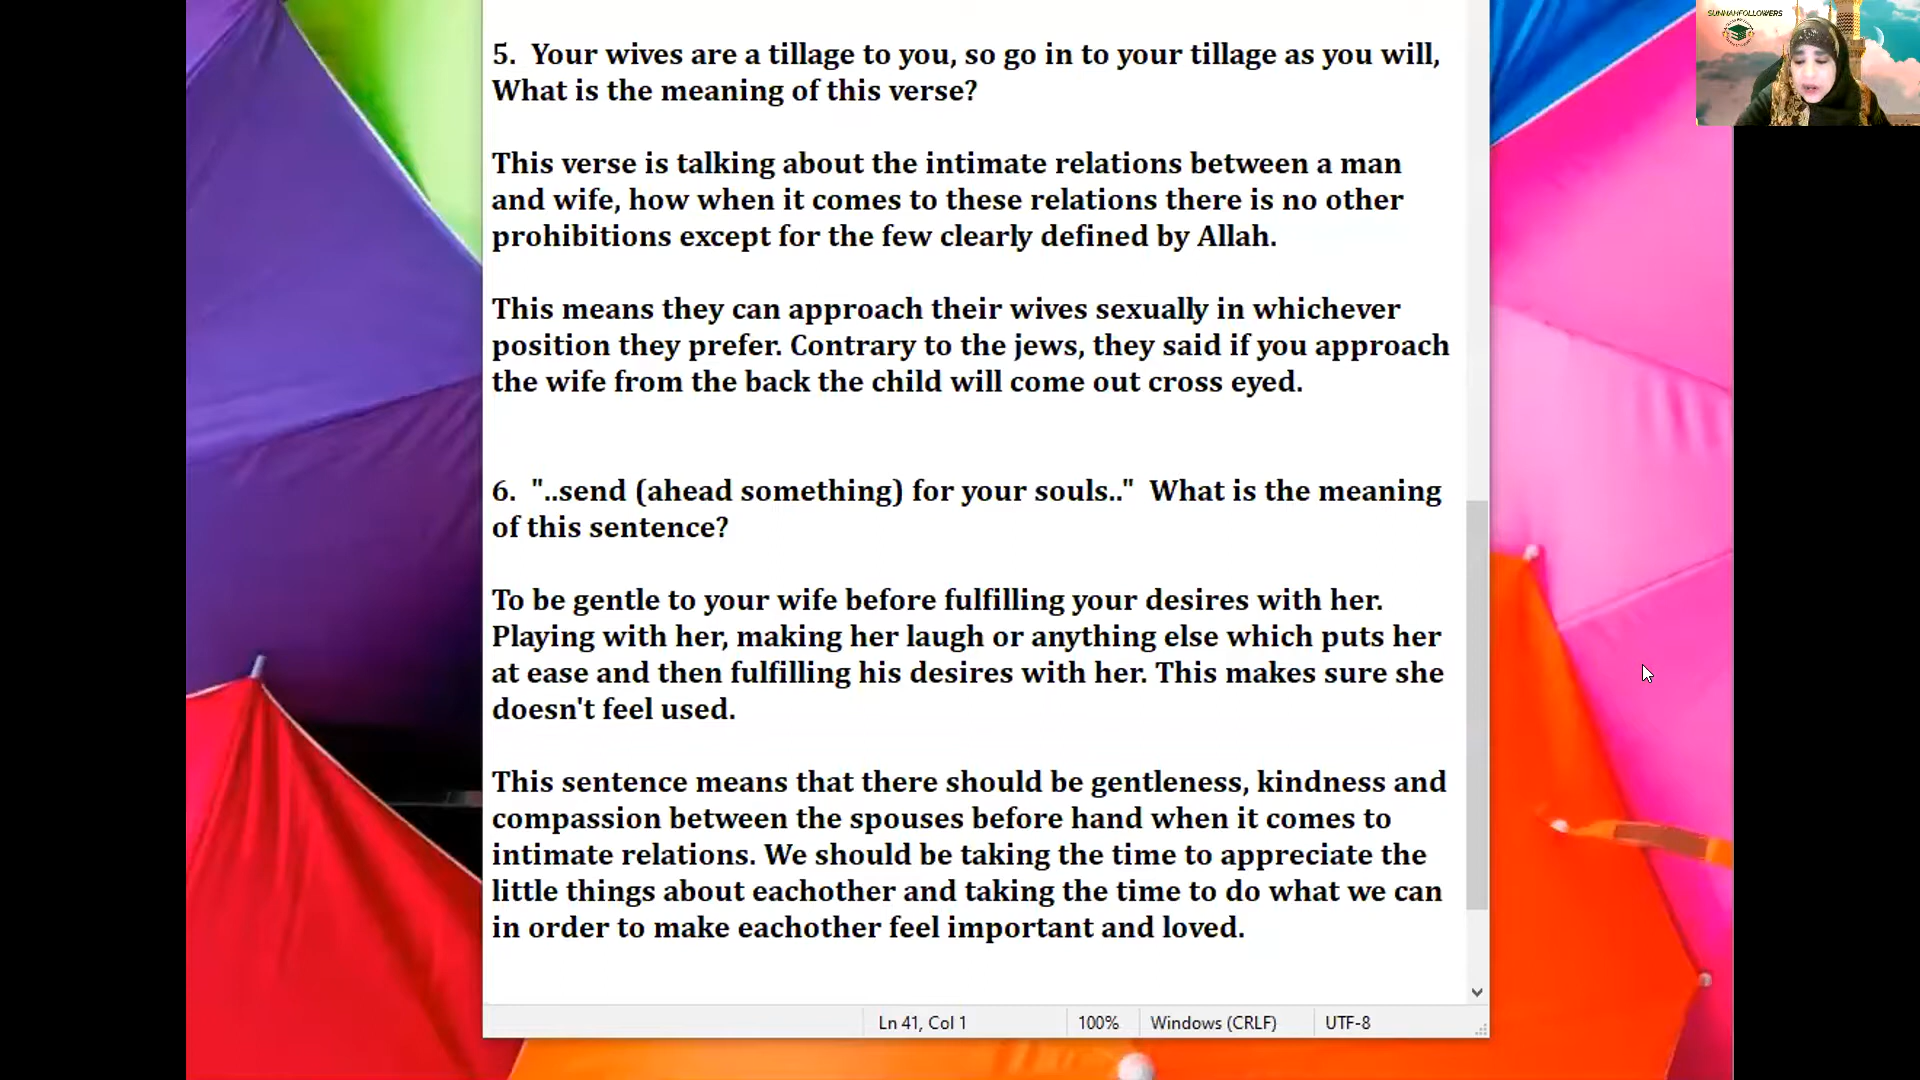 SUNNAHFOLLOWERS
5.  Your wives are a tillage to you, so go in to your tillage as you will,
What is the meaning of this verse?
This verse is talking about the intimate relations between a man
and wife, how when it comes to these relations there is no other
prohibitions except for the few clearly defined by Allah.
This means they can approach their wives sexually in whichever
position they prefer. Contrary to the jews, they said if you approach
the wife from the back the child will come out cross eyed.
6.  "..send (ahead something) for your souls.."  What is the meaning
of this sentence?
To be gentle to your wife before fulfilling your desires with her.
Playing with her, making her laugh or anything else which puts her
at ease and then fulfilling his desires with her. This makes sure she
doesn't feel used.
This sentence means that there should be gentleness, kindness and
compassion between the spouses before hand when it comes to
intimate relations. We should be taking the time to appreciate the
little things about eachother and taking the time to do what we can
in order to make eachother feel important and loved.
Ln 41, Col 1 100% Windows (CRLF) UTF-8